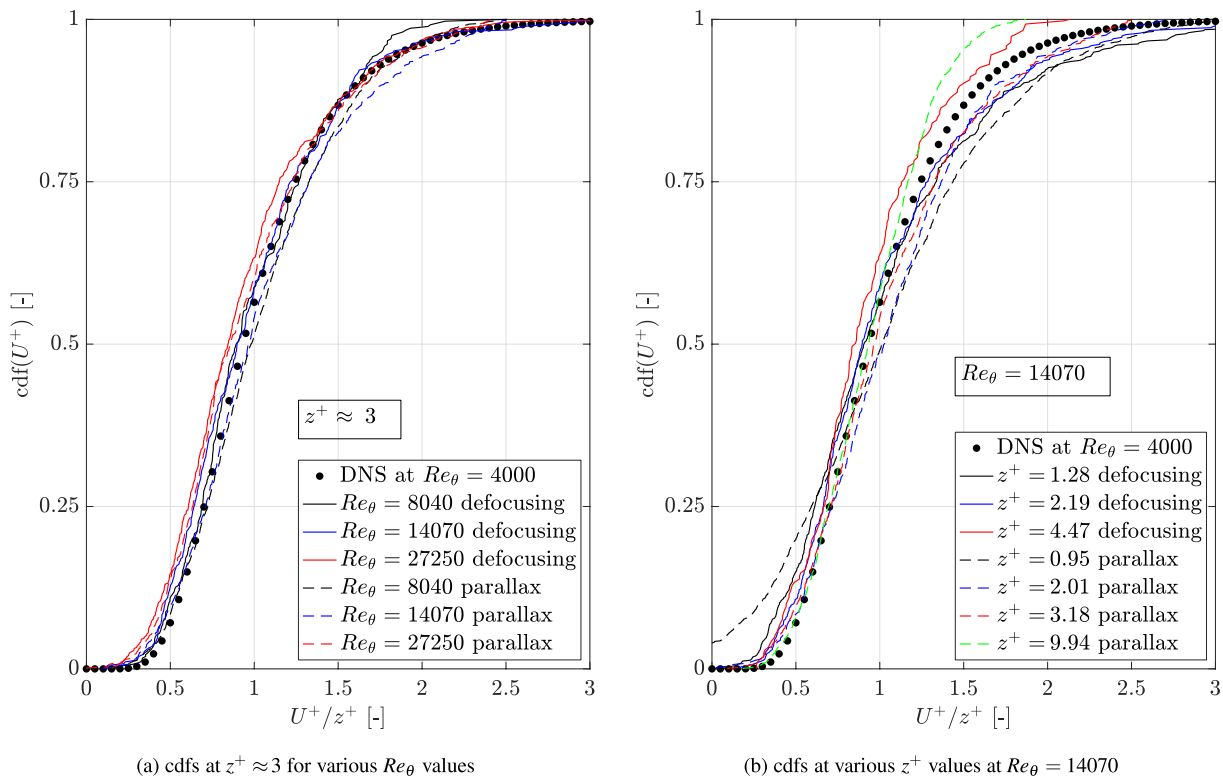 1
0.75
0.5
0.25
0
cdf(U⁺) [-]
z⁺ ≈ 3
DNS at Reθ = 4000
Reθ = 8040 defocusing
Reθ = 14070 defocusing
Reθ = 27250 defocusing
Reθ = 8040 parallax
Reθ = 14070 parallax
Reθ = 27250 parallax
0 0.5 1 1.5 2 2.5 3
U⁺/z⁺ [-]
(a) cdfs at z⁺ ≈3 for various Reθ values
1
0.75
0.5
0.25
0
cdf(U⁺) [-]
Reθ = 14070
DNS at Reθ = 4000
z⁺ = 1.28 defocusing
z⁺ = 2.19 defocusing
z⁺ = 4.47 defocusing
z⁺ = 0.95 parallax
z⁺ = 2.01 parallax
z⁺ = 3.18 parallax
z⁺ = 9.94 parallax
0 0.5 1 1.5 2 2.5 3
U⁺/z⁺ [-]
(b) cdfs at various z⁺ values at Reθ = 14070